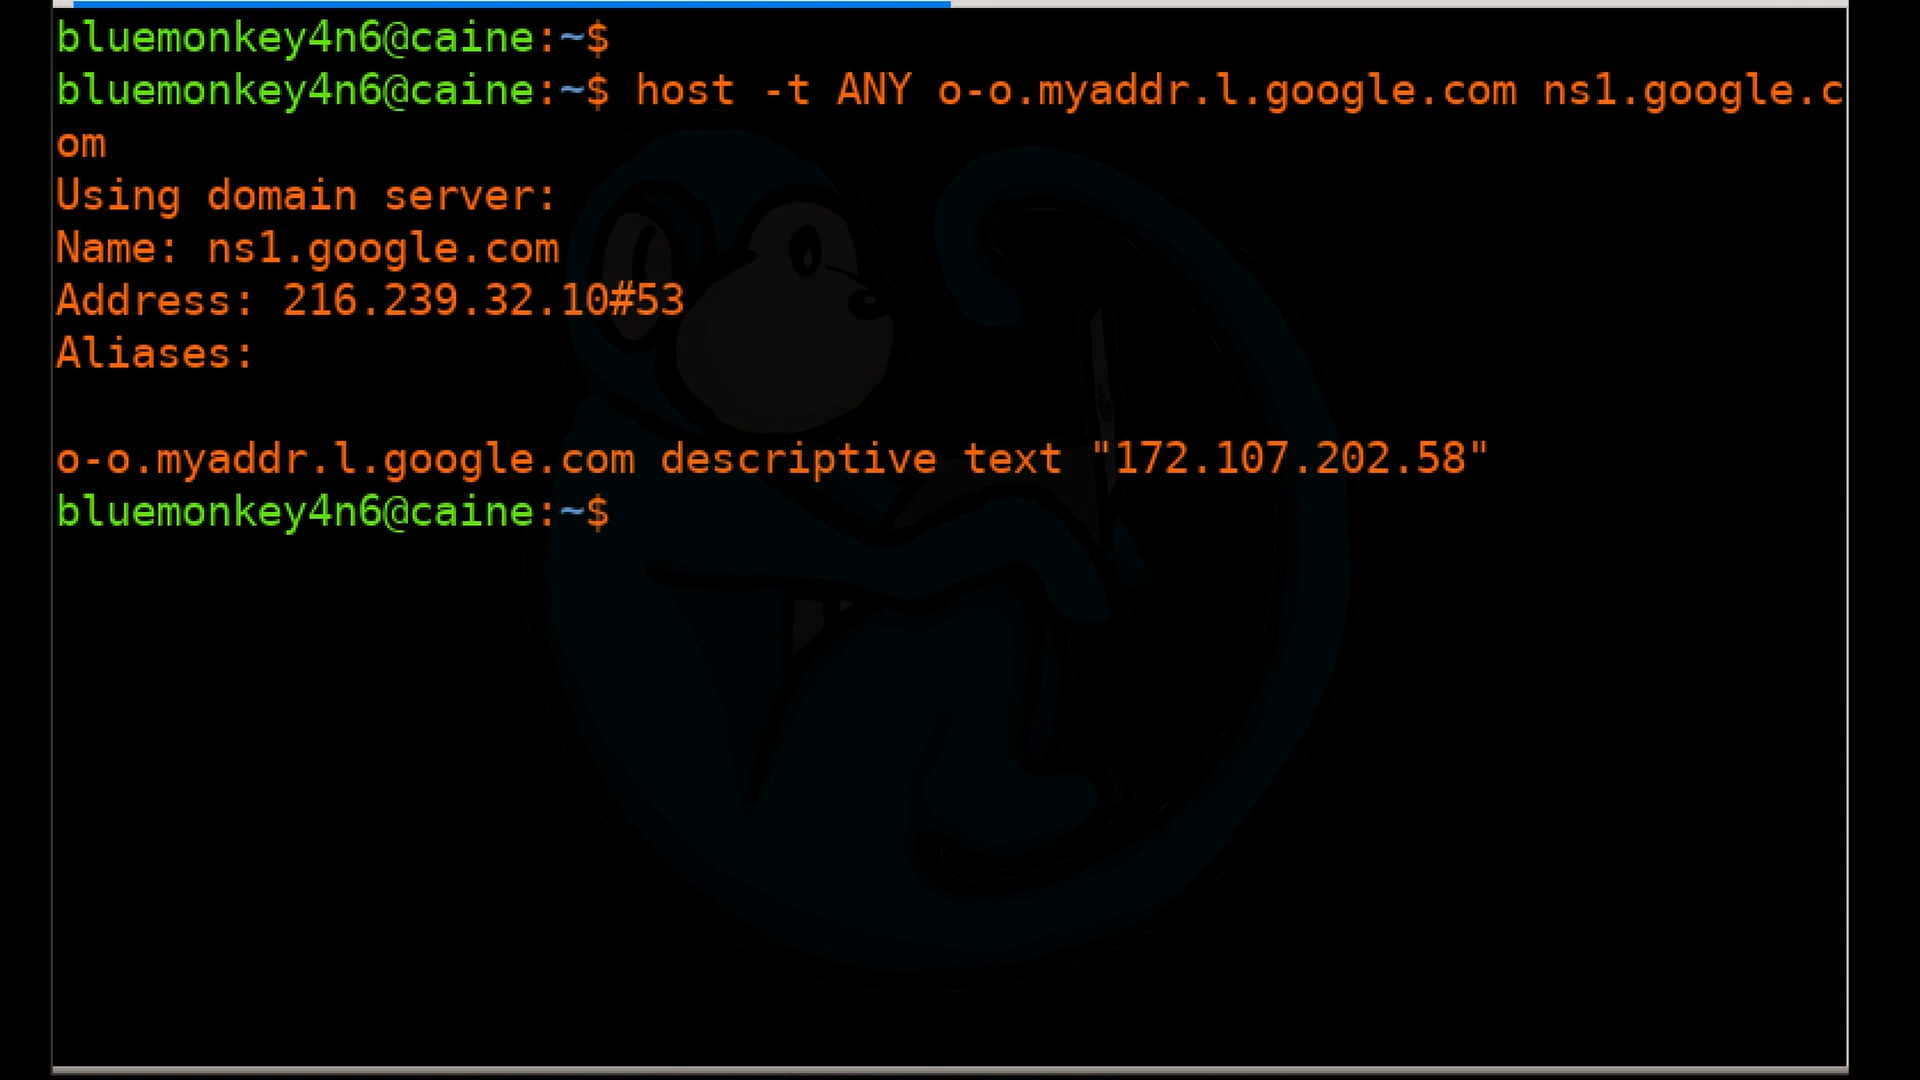 bluemonkey4n6@caine:~$
bluemonkey4n6@caine:~$ host -t ANY o-o.myaddr.l.google.com ns1.google.c
om
Using domain server:
Name: ns1.google.com
Address: 216.239.32.10#53
Aliases:
o-o.myaddr.l.google.com descriptive text "172.107.202.58"
bluemonkey4n6@caine:~$